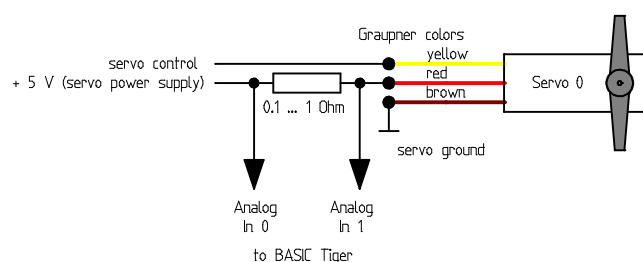 Graupner colors
servo control
yellow
+ 5 V (servo power supply)
red
Servo 0
brown
0.1 ... 1 Ohm
servo ground
Analog
In 0
Analog
In 1
to BASIC Tiger